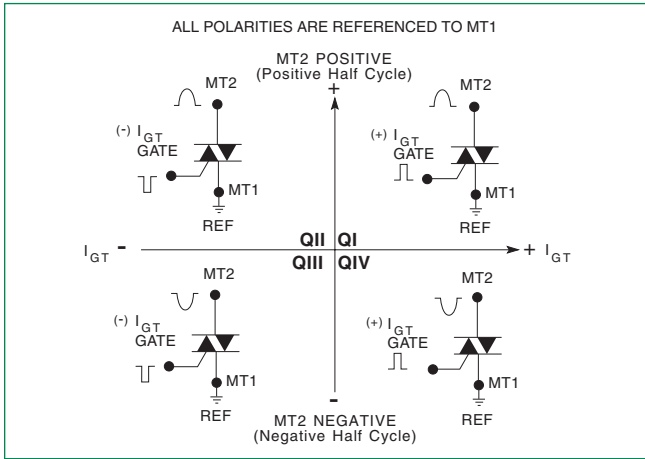 ALL POLARITIES ARE REFERENCED TO MT1
MT2 POSITIVE
(Positive Half Cycle)
+
MT2
(-) IGT
GATE
MT1
REF
MT2
(+) IGT
GATE
MT1
REF
IGT -
QII QI
QIII QIV
+ IGT
MT2
(-) IGT
GATE
MT1
REF
MT2
(+) IGT
GATE
MT1
REF
-
MT2 NEGATIVE
(Negative Half Cycle)